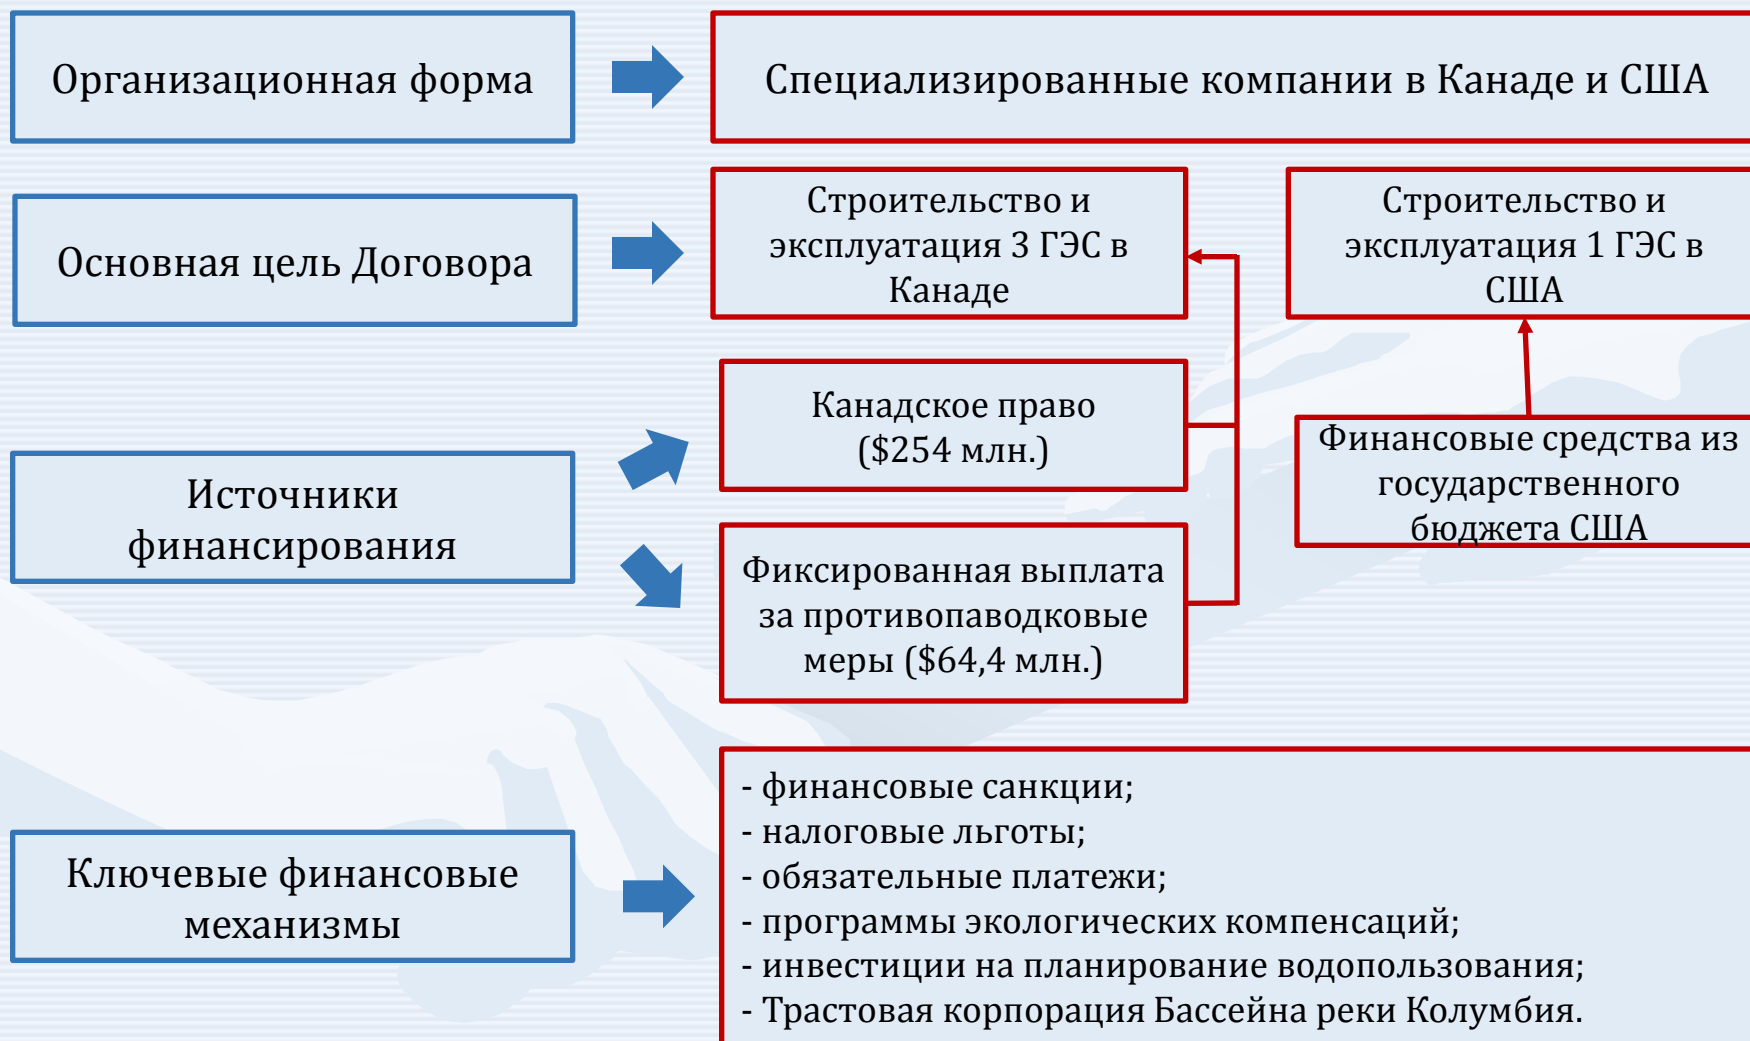 Организационная форма
Специализированные компании в Канаде и США
Основная цель Договора
Строительство и
эксплуатация 3 ГЭС в
Канаде
Строительство и
эксплуатация 1 ГЭС в
США
Источники
финансирования
Канадское право
($254 млн.)
Финансовые средства из
государственного
бюджета США
Фиксированная выплата
за противопаводковые
меры ($64,4 млн.)
Ключевые финансовые
механизмы
- финансовые санкции;
- налоговые льготы;
- обязательные платежи;
- программы экологических компенсаций;
- инвестиции на планирование водопользования;
- Трастовая корпорация Бассейна реки Колумбия.